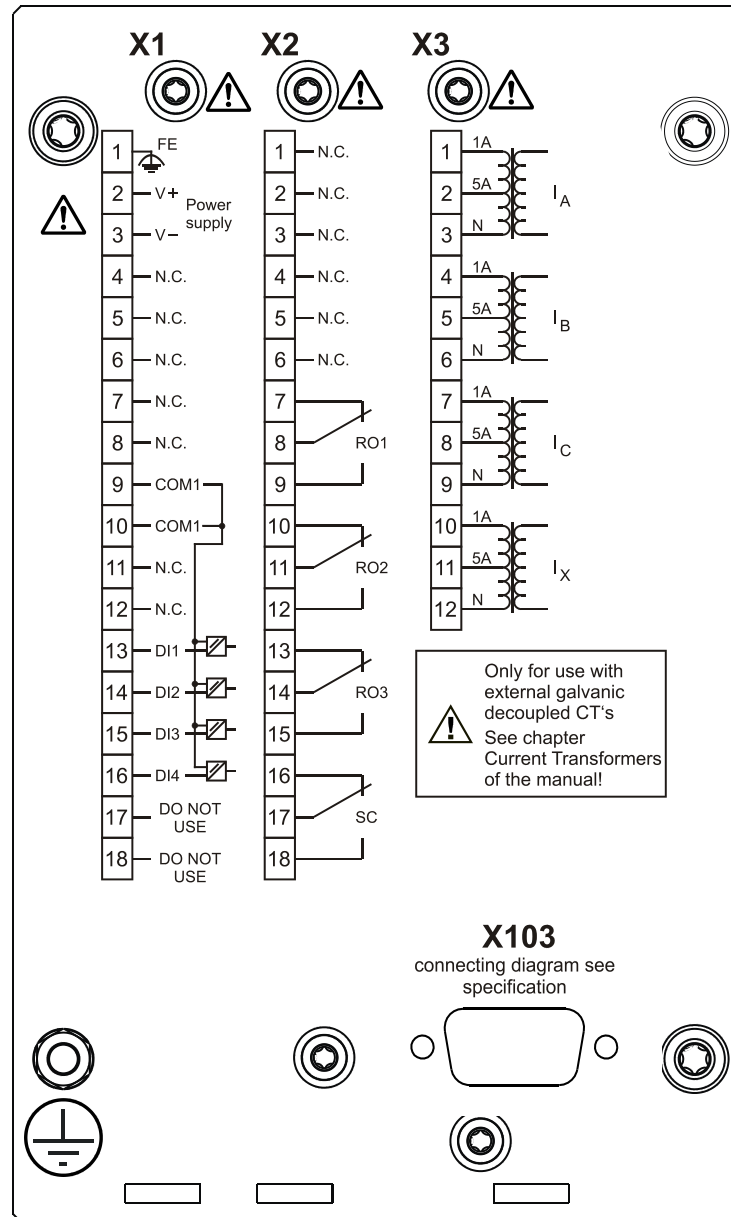 X1
X2
X3
1 FE
2 V+
Power
supply
3 V–
4 N.C.
5 N.C.
6 N.C.
7 N.C.
8 N.C.
9 COM1
10 COM1
11 N.C.
12 N.C.
13 DI1
14 DI2
15 DI3
16 DI4
17 DO NOT
USE
18 DO NOT
USE
1 N.C.
2 N.C.
3 N.C.
4 N.C.
5 N.C.
6 N.C.
7
8 RO1
9
10
11 RO2
12
13
14 RO3
15
16
17 SC
18
1 1A
2 5A IA
3 N
4 1A
5 5A IB
6 N
7 1A
8 5A IC
9 N
10 1A
11 5A IX
12 N
Only for use with
external galvanic
decoupled CT‘s
See chapter
Current Transformers
of the manual!
X103
connecting diagram see
specification